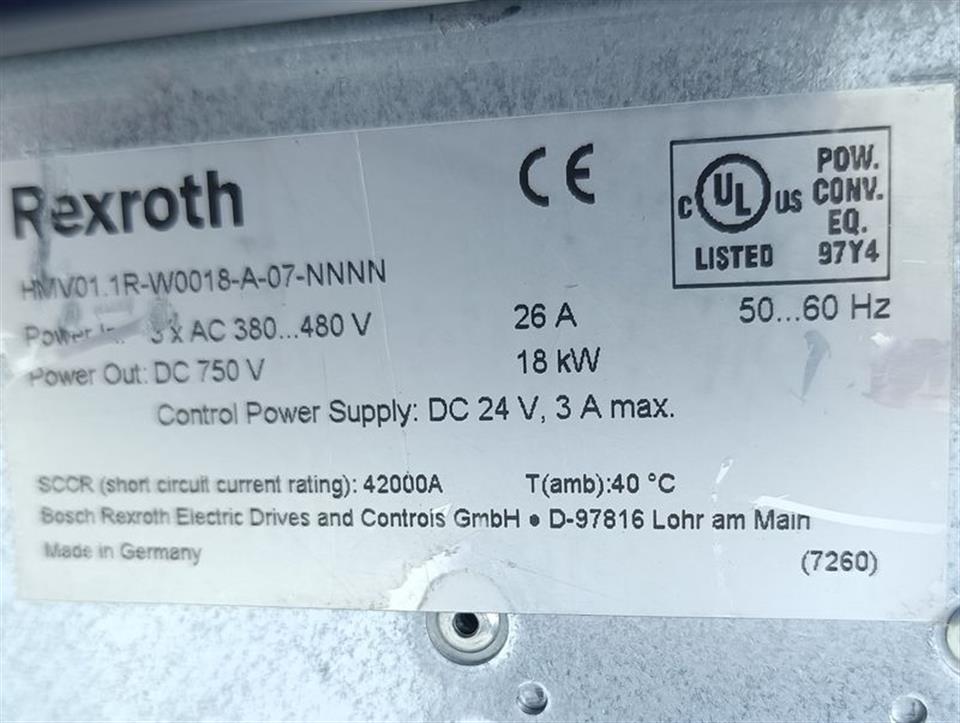 Rexroth
CE
c UL US
LISTED
POW.
CONV.
EQ.
97Y4
HMV01.1R-W0018-A-07-NNNN
Power In: 3 x AC 380...480 V 26 A 50...60 Hz
Power Out: DC 750 V 18 kW
Control Power Supply: DC 24 V, 3 A max.
SCCR (short circuit current rating): 42000A T(amb):40 °C
Bosch Rexroth Electric Drives and Controls GmbH • D-97816 Lohr am Main
Made in Germany (7260)